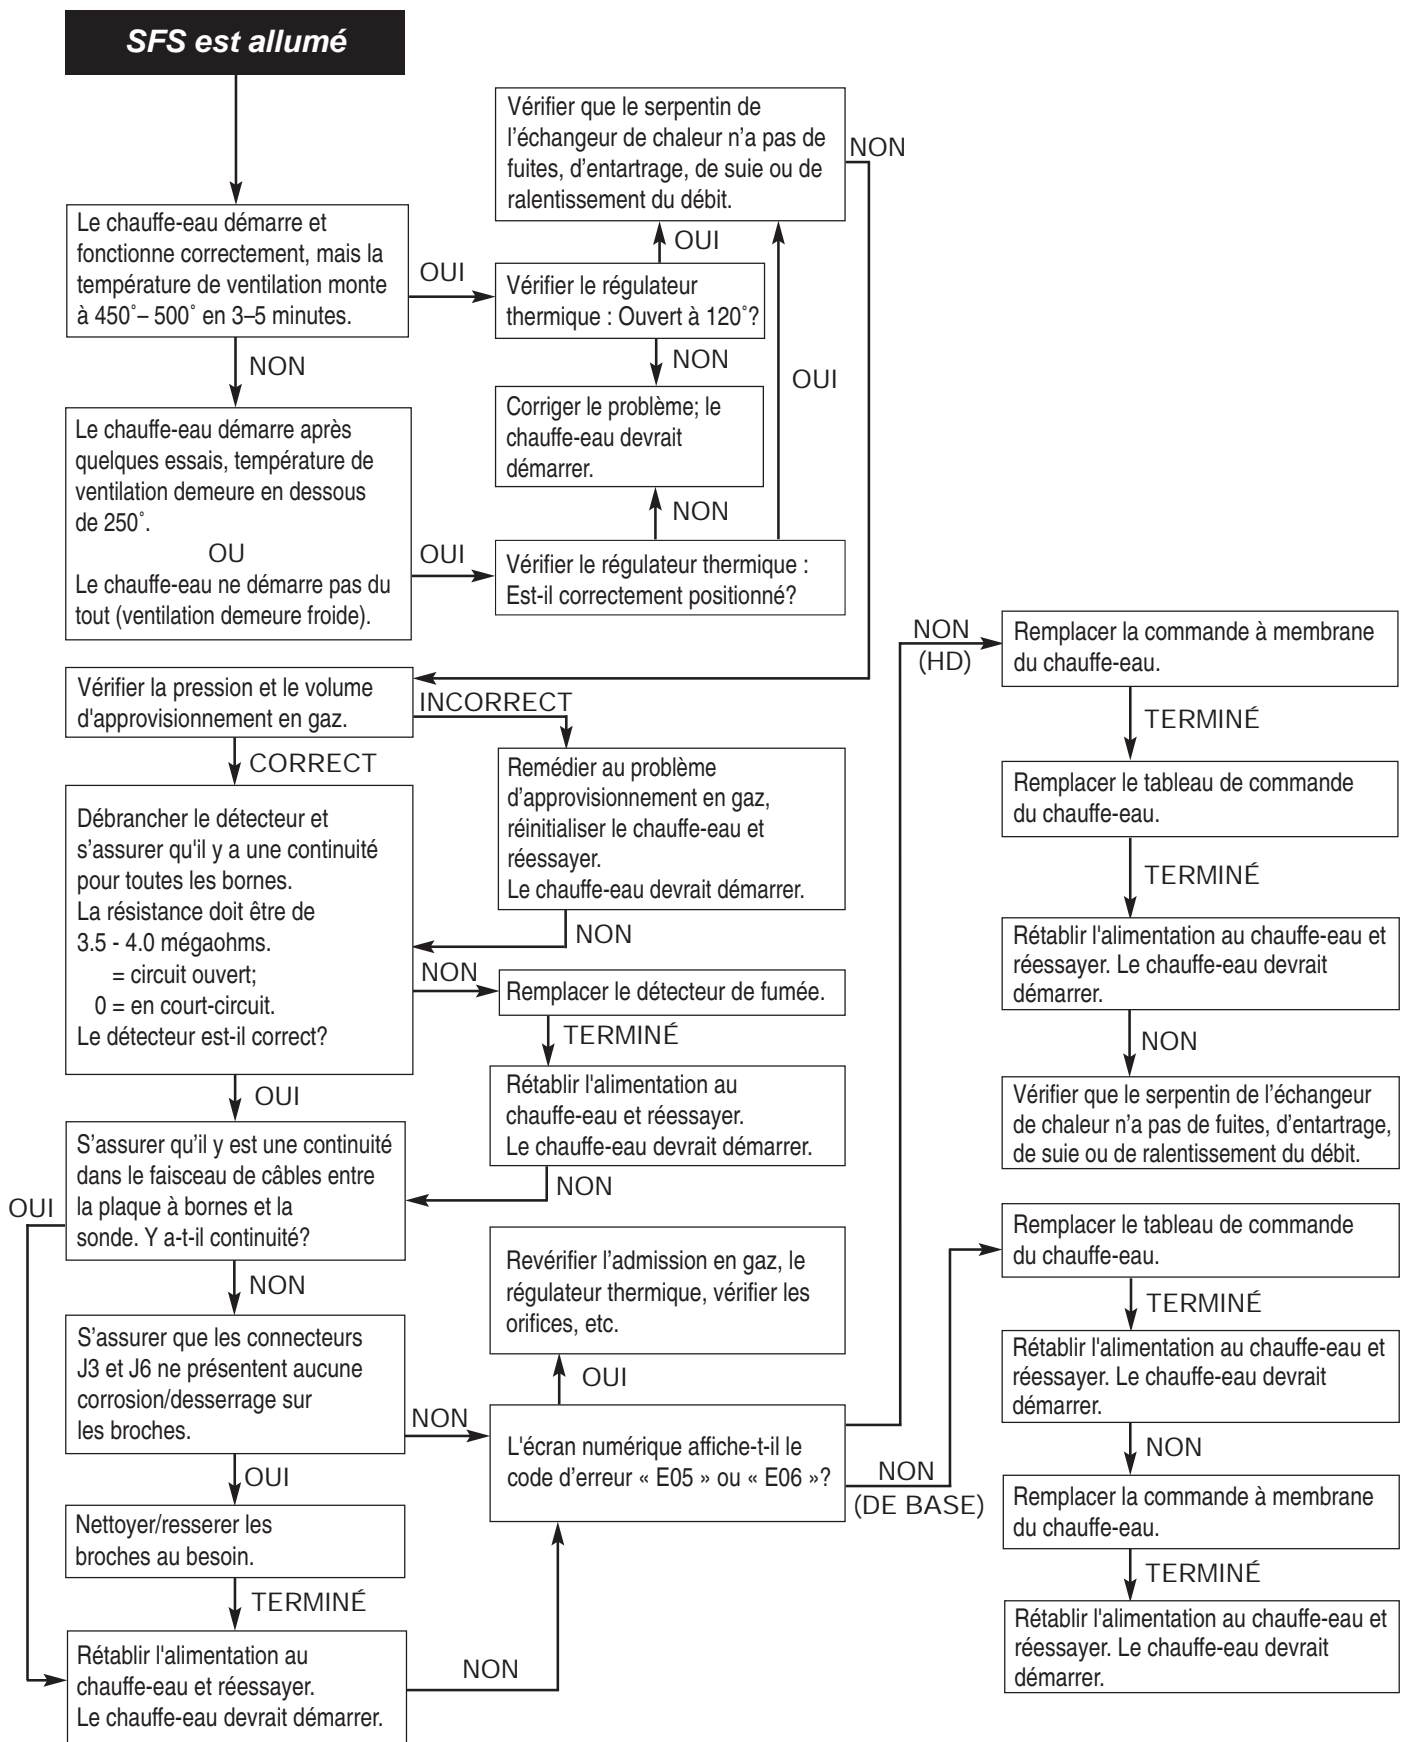 SFS est allumé
Le chauffe-eau démarre et
fonctionne correctement, mais la
température de ventilation monte
à 450˚– 500˚ en 3–5 minutes.
OUI
NON
Vérifier que le serpentin de
l’échangeur de chaleur n’a pas de
fuites, d’entartrage, de suie ou de
ralentissement du débit.
NON
OUI
Vérifier le régulateur
thermique : Ouvert à 120˚?
NON
OUI
Corriger le problème; le
chauffe-eau devrait
démarrer.
NON
Le chauffe-eau démarre après
quelques essais, température de
ventilation demeure en dessous
de 250˚.
OU
Le chauffe-eau ne démarre pas du
tout (ventilation demeure froide).
OUI
Vérifier le régulateur thermique :
Est-il correctement positionné?
Vérifier la pression et le volume
d'approvisionnement en gaz.
INCORRECT
CORRECT
Remédier au problème
d’approvisionnement en gaz,
réinitialiser le chauffe-eau et
réessayer.
Le chauffe-eau devrait démarrer.
NON
Débrancher le détecteur et
s’assurer qu'il y a une continuité
pour toutes les bornes.
La résistance doit être de
3.5 - 4.0 mégaohms.
= circuit ouvert;
0 = en court-circuit.
Le détecteur est-il correct?
NON
Remplacer le détecteur de fumée.
TERMINÉ
Rétablir l'alimentation au
chauffe-eau et réessayer.
Le chauffe-eau devrait démarrer.
NON
OUI
S’assurer qu’il y est une continuité
dans le faisceau de câbles entre
la plaque à bornes et la
sonde. Y a-t-il continuité?
OUI
NON
S’assurer que les connecteurs
J3 et J6 ne présentent aucune
corrosion/desserrage sur
les broches.
NON
OUI
Nettoyer/resserer les
broches au besoin.
TERMINÉ
Rétablir l'alimentation au
chauffe-eau et réessayer.
Le chauffe-eau devrait démarrer.
NON
Revérifier l’admission en gaz, le
régulateur thermique, vérifier les
orifices, etc.
OUI
L'écran numérique affiche-t-il le
code d’erreur « E05 » ou « E06 »?
NON
(HD)
NON
(DE BASE)
Remplacer la commande à membrane
du chauffe-eau.
TERMINÉ
Remplacer le tableau de commande
du chauffe-eau.
TERMINÉ
Rétablir l'alimentation au chauffe-eau et
réessayer. Le chauffe-eau devrait
démarrer.
NON
Vérifier que le serpentin de l’échangeur
de chaleur n’a pas de fuites, d’entartrage,
de suie ou de ralentissement du débit.
Remplacer le tableau de commande
du chauffe-eau.
TERMINÉ
Rétablir l'alimentation au chauffe-eau et
réessayer. Le chauffe-eau devrait
démarrer.
NON
Remplacer la commande à membrane
du chauffe-eau.
TERMINÉ
Rétablir l'alimentation au chauffe-eau et
réessayer. Le chauffe-eau devrait
démarrer.